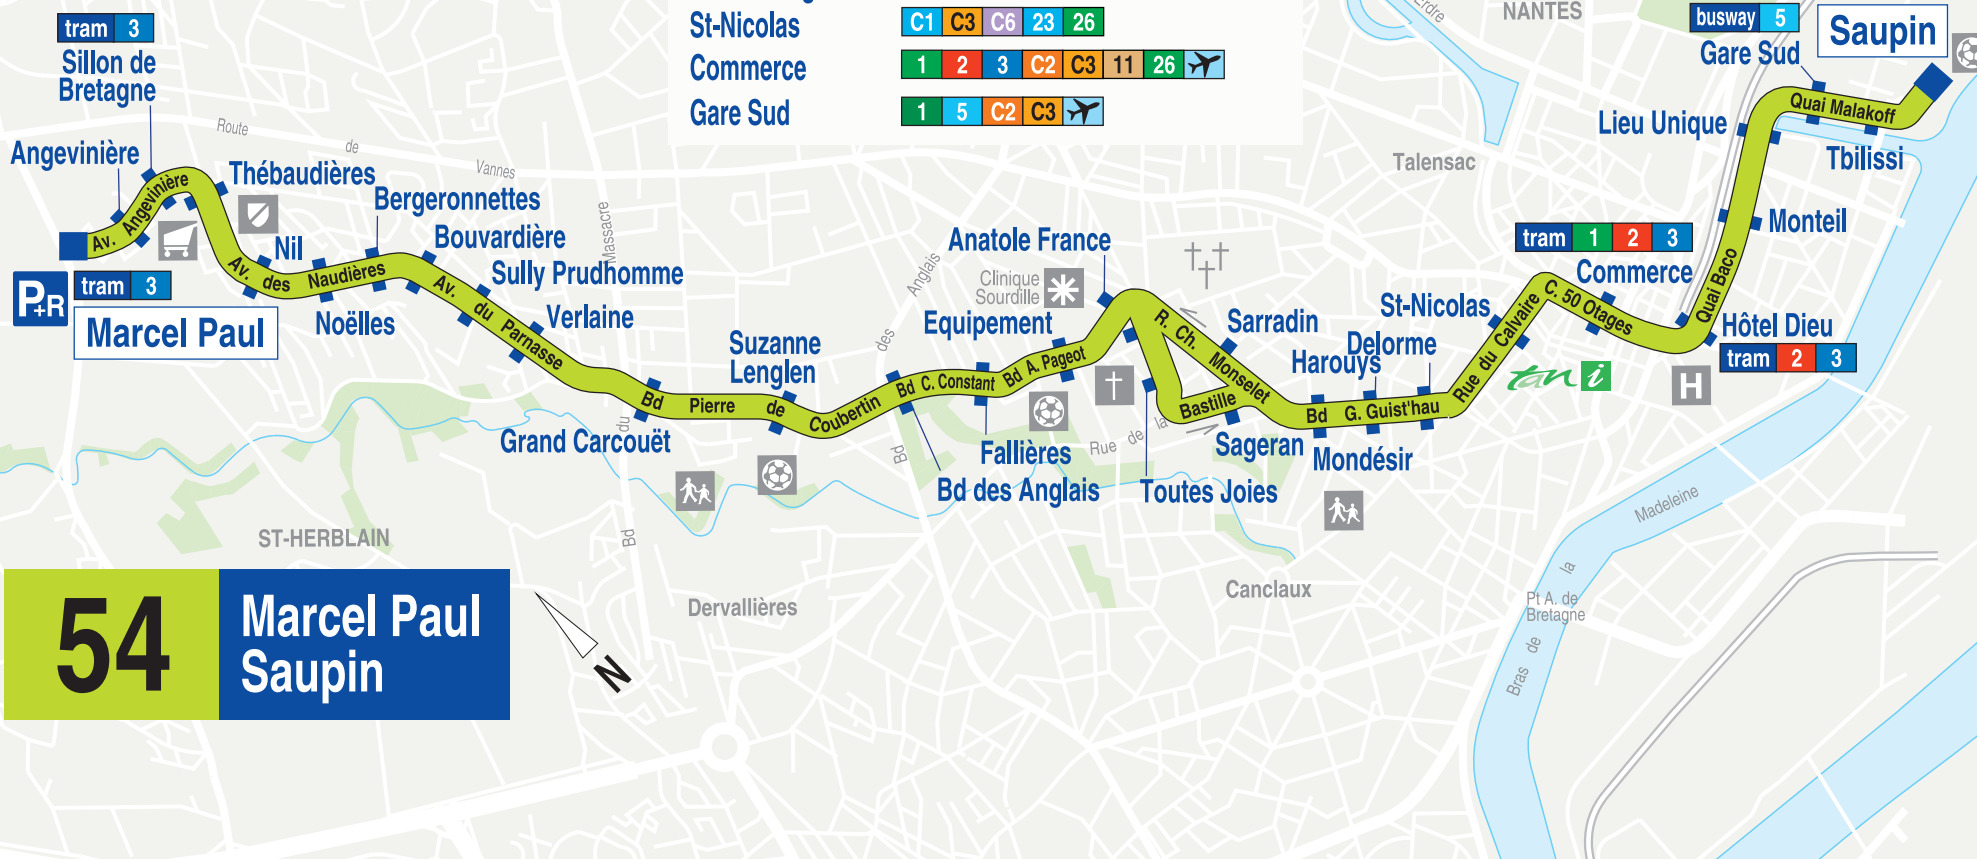 St-Nicolas C1 C3 C6 23 26
Commerce 1 2 3 C2 C3 11 26
Gare Sud 1 5 C2 C3
tram 3
Sillon de
Bretagne
Angevinière
Thébaudières
Bergeronnettes
Bouvardière
Nil
Sully Prudhomme
Verlaine
Noëlles
P+R
tram 3
Marcel Paul
Av. Angevinière
Av. des Naudières
Av. du Parnasse
Route de Vannes
Massacre
du
Bd
Suzanne
Lenglen
Grand Carcouët
Bd Pierre de Coubertin
Anglais
des
Bd
Bd C. Constant
Bd A. Pageot
Anatole France
Clinique
Sourdille
Equipement
Fallières
Bd des Anglais
Toutes Joies
Rue de la
Bastille
R. Ch. Monselet
Sarradin
Sageran
Harouys
Delorme
St-Nicolas
Mondésir
Bd G. Guist'hau
Rue du Calvaire
C. 50 Otages
tram 1 2 3
Commerce
tan i
H
Hôtel Dieu
tram 2 3
Quai Baco
Monteil
Lieu Unique
Quai Malakoff
Tbilissi
busway 5
Gare Sud
Saupin
Erdre
NANTES
Talensac
ST-HERBLAIN
Dervallières
Canclaux
Pt A. de
Bretagne
Bras de la Madeleine
N
54
Marcel Paul
Saupin